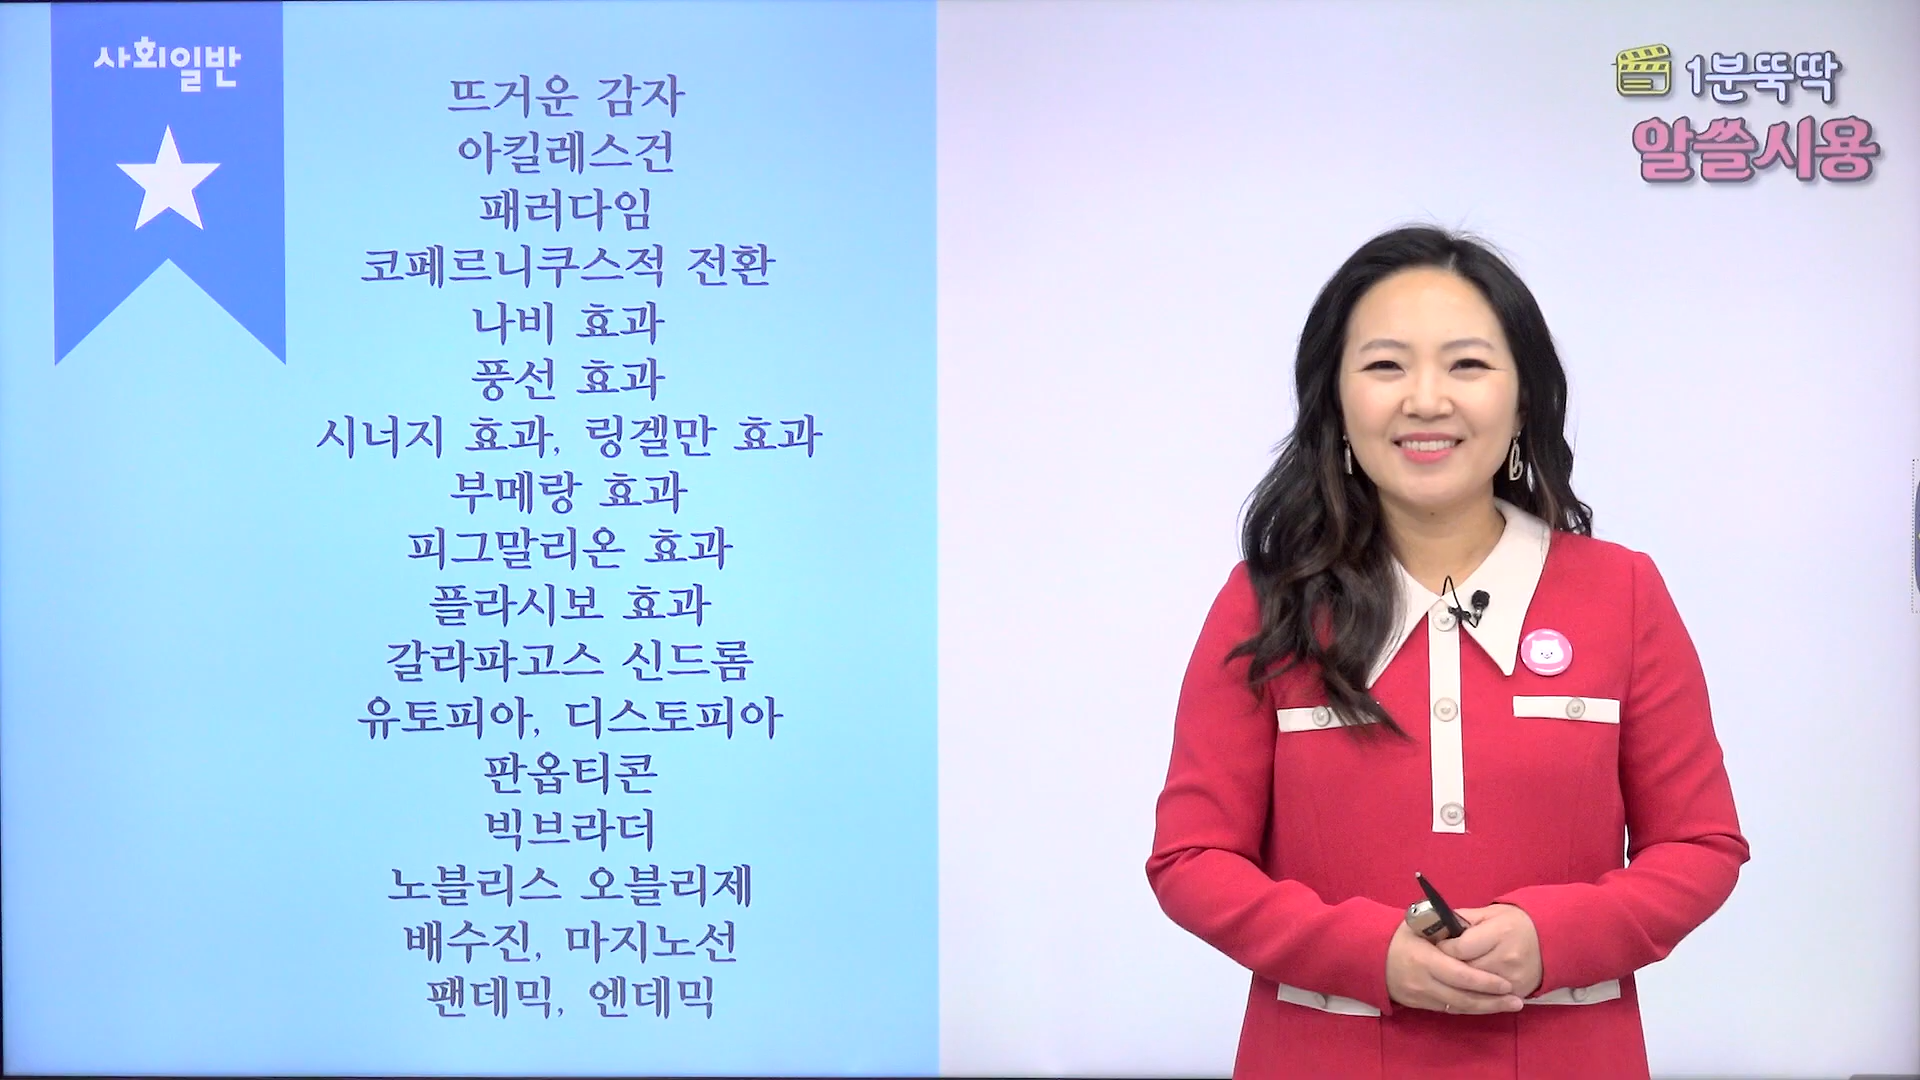 사회일반
뜨거운 감자
아킬레스건
패러다임
코페르니쿠스적 전환
나비 효과
풍선 효과
시너지 효과, 링겔만 효과
부메랑 효과
피그말리온 효과
플라시보 효과
갈라파고스 신드롬
유토피아, 디스토피아
판옵티콘
빅브라더
노블리스 오블리제
배수진, 마지노선
팬데믹, 엔데믹
1분뚝딱
알쓸시용